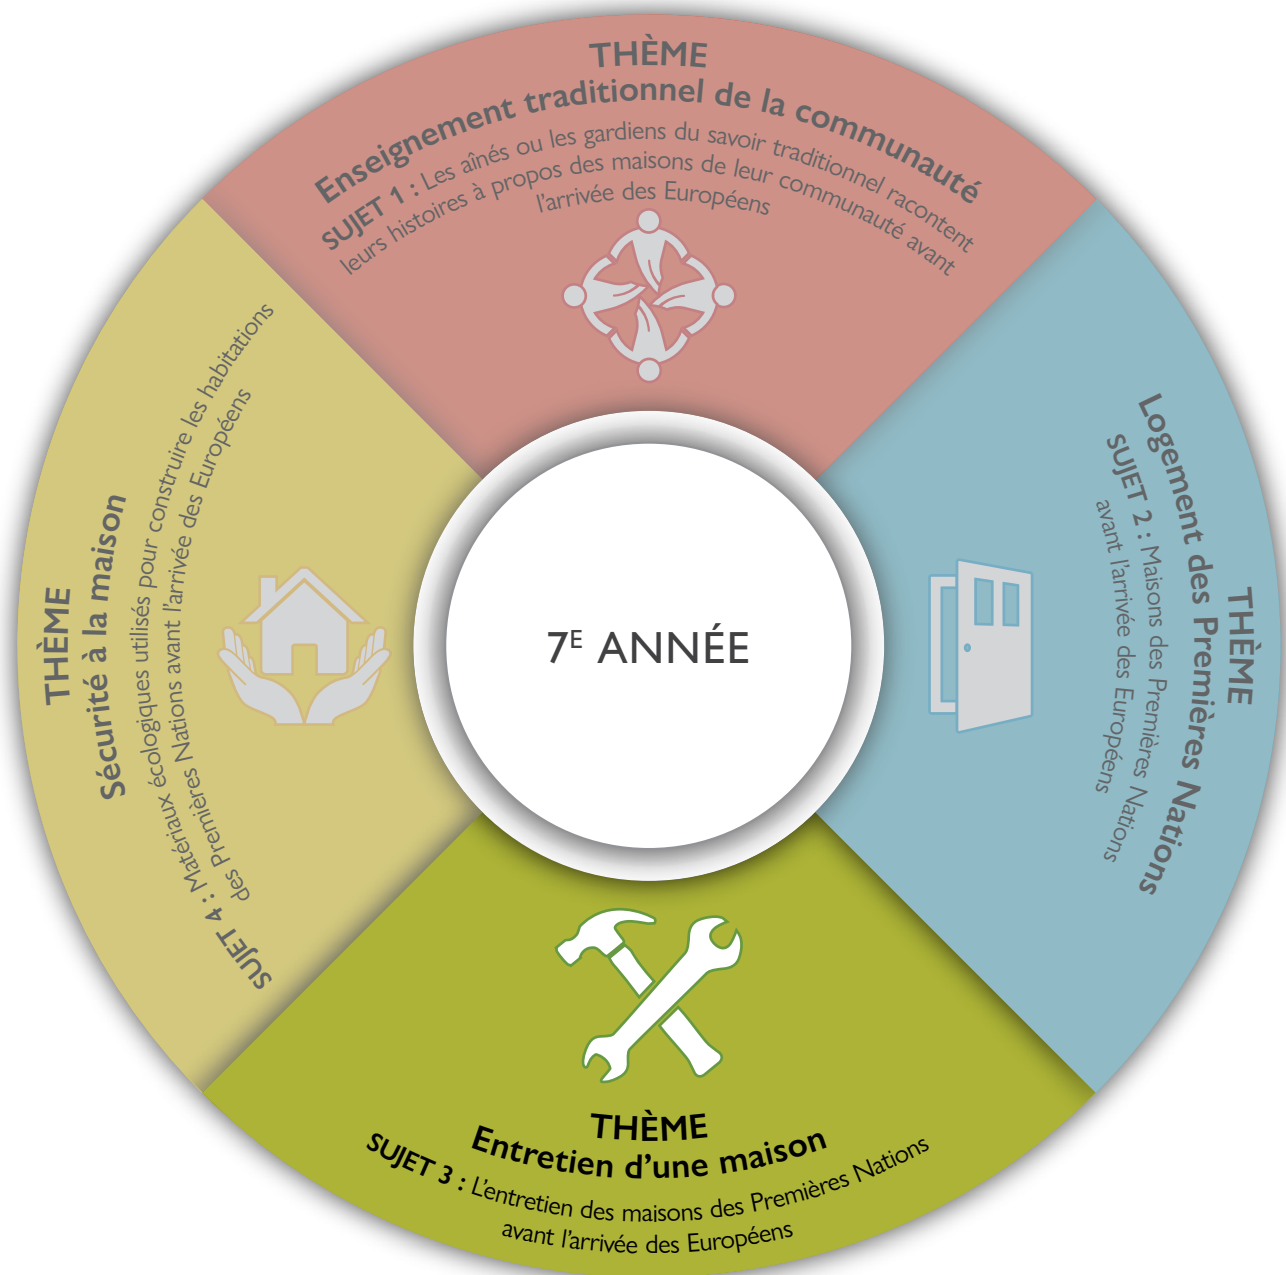 THÈME
Enseignement traditionnel de la communauté
SUJET 1 : Les aînés ou les gardiens du savoir traditionnel racontent
leurs histoires à propos des maisons de leur communauté avant
l'arrivée des Européens
THÈME
Logement des Premières Nations
SUJET 2 : Maisons des Premières Nations
avant l'arrivée des Européens
7E ANNÉE
THÈME
Entretien d'une maison
SUJET 3 : L'entretien des maisons des Premières Nations
avant l'arrivée des Européens
THÈME
Sécurité à la maison
SUJET 4 : Matériaux écologiques utilisés pour construire les habitations
des Premières Nations avant l'arrivée des Européens